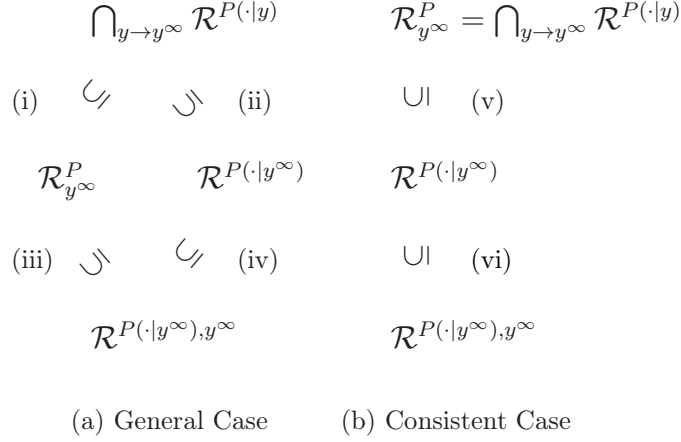 ⋂_{y→y^∞} ℛ^{P(·|y)} ℛ^P_{y^∞} = ⋂_{y→y^∞} ℛ^{P(·|y)}
(i) ⊆ ⊆ (ii) ⊆ (v)
ℛ^P_{y^∞} ℛ^{P(·|y^∞)} ℛ^{P(·|y^∞)}
(iii) ⊆ ⊆ (iv) ⊆ (vi)
ℛ^{P(·|y^∞),y^∞} ℛ^{P(·|y^∞),y^∞}
(a) General Case (b) Consistent Case